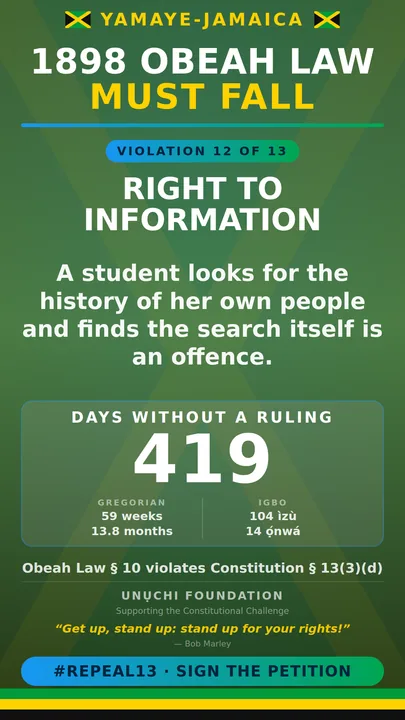 YAMAYE-JAMAICA
1898 OBEAH LAW
MUST FALL
VIOLATION 12 OF 13
RIGHT TO
INFORMATION
A student looks for the
history of her own people
and finds the search itself is
an offence.
DAYS WITHOUT A RULING
419
GREGORIAN
59 weeks
13.8 months
IGBO
104 ìzù
14 ọ́nwá
Obeah Law § 10 violates Constitution § 13(3)(d)
UNỤCHI FOUNDATION
Supporting the Constitutional Challenge
“Get up, stand up: stand up for your rights!”
— Bob Marley
#REPEAL13 · SIGN THE PETITION